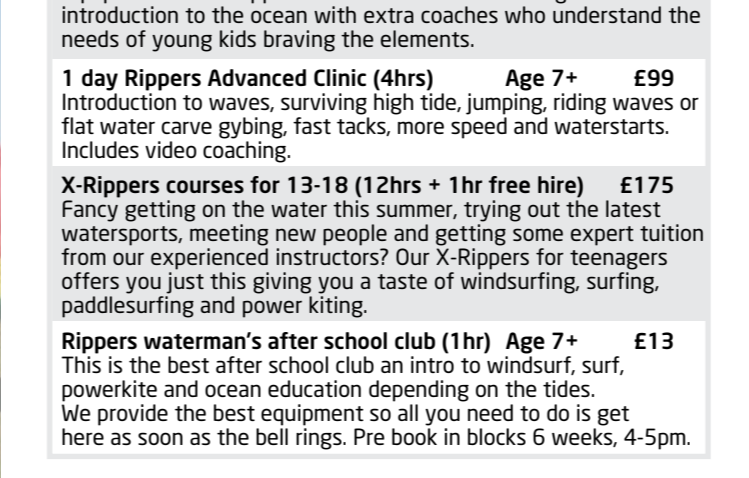 introduction to the ocean with extra coaches who understand the
needs of young kids braving the elements.
1 day Rippers Advanced Clinic (4hrs) Age 7+ £99
Introduction to waves, surviving high tide, jumping, riding waves or
flat water carve gybing, fast tacks, more speed and waterstarts.
Includes video coaching.
X-Rippers courses for 13-18 (12hrs + 1hr free hire) £175
Fancy getting on the water this summer, trying out the latest
watersports, meeting new people and getting some expert tuition
from our experienced instructors? Our X-Rippers for teenagers
offers you just this giving you a taste of windsurfing, surfing,
paddlesurfing and power kiting.
Rippers waterman's after school club (1hr) Age 7+ £13
This is the best after school club an intro to windsurf, surf,
powerkite and ocean education depending on the tides.
We provide the best equipment so all you need to do is get
here as soon as the bell rings. Pre book in blocks 6 weeks, 4-5pm.